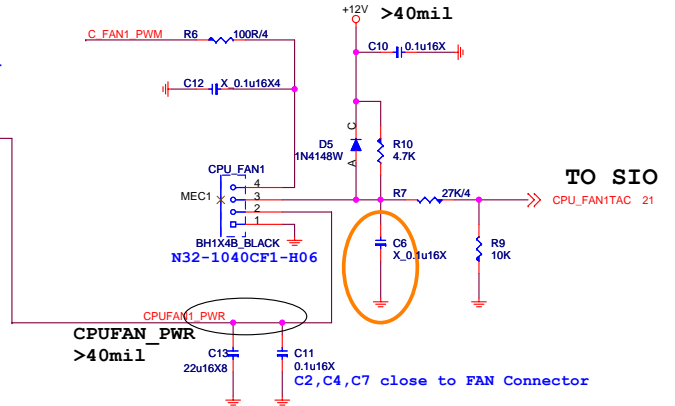 +12V >40mil
C_FAN1_PWM R6 100R/4
C10 0.1u16X
C12 X_0.1u16X4
C
D5
1N4148W
A
R10
4.7K
CPU_FAN1
MEC1
4
3
2
1
R7 27K/4
TO SIO
CPU_FAN1TAC 21
BH1X4B_BLACK
N32-1040CF1-H06
C6
X_0.1u16X
R9
10K
CPUFAN1_PWR
CPUFAN_PWR
>40mil
C13
22u16X8
C11
0.1u16X
C2,C4,C7 close to FAN Connector